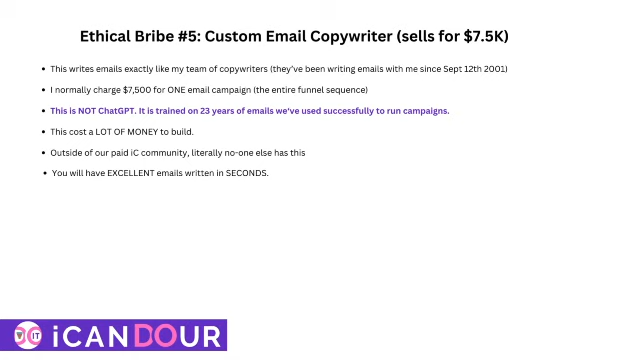 Ethical Bribe #5: Custom Email Copywriter (sells for $7.5K)
• This writes emails exactly like my team of copywriters (they've been writing emails with me since Sept 12th 2001)
• I normally charge $7,500 for ONE email campaign (the entire funnel sequence)
• This is NOT ChatGPT. It is trained on 23 years of emails we've used successfully to run campaigns.
• This cost a LOT OF MONEY to build.
• Outside of our paid iC community, literally no-one else has this
• You will have EXCELLENT emails written in SECONDS.
IT iCANDOUR